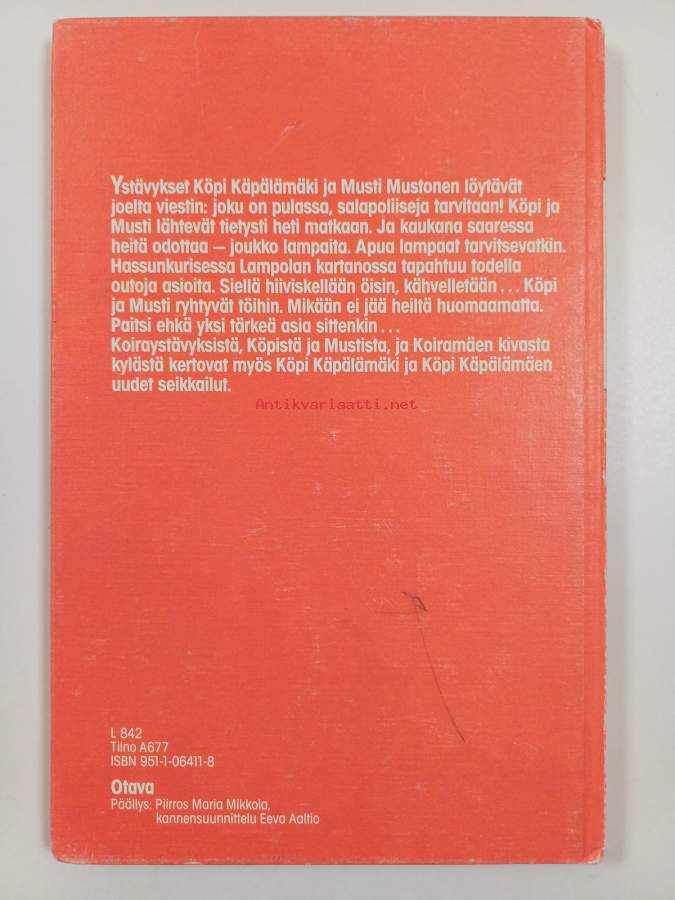 Ystävykset Köpi Käpälämäki ja Musti Mustonen löytävät
joelta viestin: joku on pulassa, salapoliiseja tarvitaan! Köpi ja
Musti lähtevät tietysti heti matkaan. Ja kaukana saaressa
heitä odottaa — joukko lampaita. Apua lampaat tarvitsevatkin.
Hassunkurisessa Lampolan kartanossa tapahtuu todella
outoja asioita. Siellä hiiviskellään öisin, kähvelletään ... Köpi
ja Musti ryhtyvät töihin. Mikään ei jää heiltä huomaamatta.
Paitsi ehkä yksi tärkeä asia sittenkin ...
Koiraystävyksistä, Köpistä ja Mustista, ja Koiramäen kivasta
kylästä kertovat myös Köpi Käpälämäki ja Köpi Käpälämäen
uudet seikkailut.
Antikvariaatti.net
L 842
Tilno A677
ISBN 951-1-06411-8
Otava
Päällys: Piirros Maria Mikkola,
kannensuunnittelu Eeva Aaltio